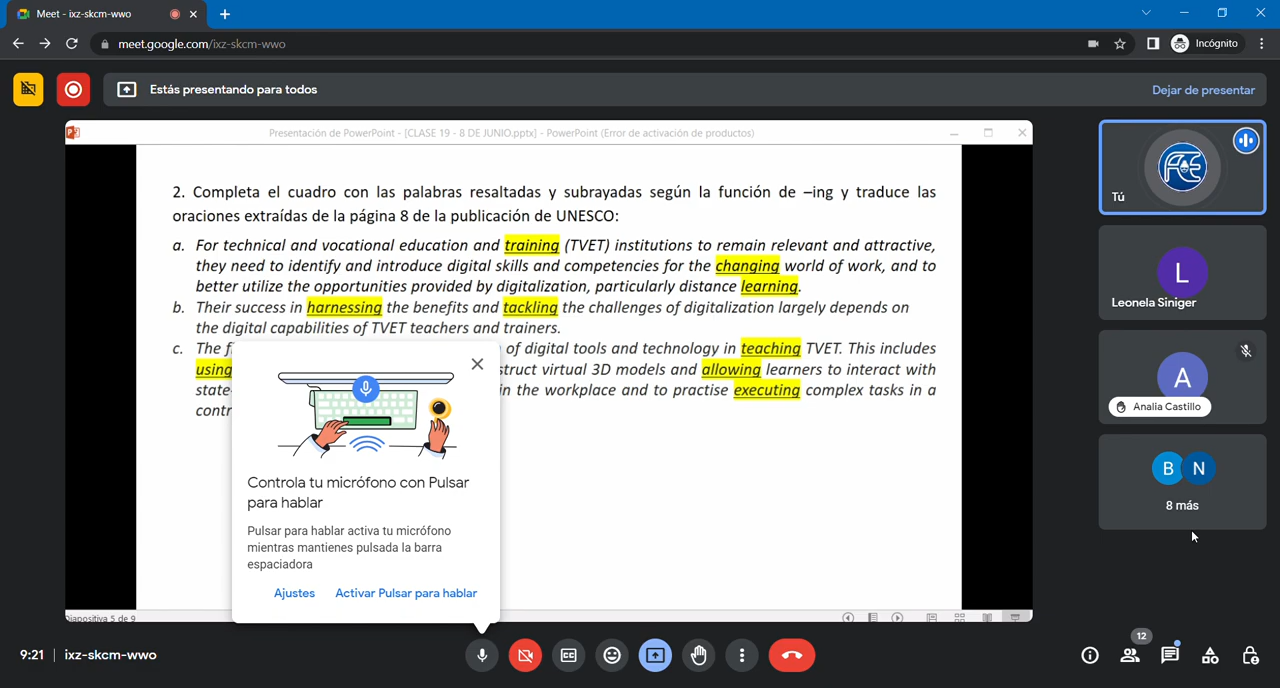 Meet - ixz-skcm-wwo
meet.google.com/ixz-skcm-wwo
Incógnito
Estás presentando para todos
Dejar de presentar
Presentación de PowerPoint - [CLASE 19 - 8 DE JUNIO.pptx] - PowerPoint (Error de activación de productos)
2. Completa el cuadro con las palabras resaltadas y subrayadas según la función de –ing y traduce las
oraciones extraídas de la página 8 de la publicación de UNESCO:
a. For technical and vocational education and training (TVET) institutions to remain relevant and attractive,
they need to identify and introduce digital skills and competencies for the changing world of work, and to
better utilize the opportunities provided by digitalization, particularly distance learning.
b. Their success in harnessing the benefits and tackling the challenges of digitalization largely depends on
the digital capabilities of TVET teachers and trainers.
c. The of digital tools and technology in teaching TVET. This includes
using struct virtual 3D models and allowing learners to interact with
state- in the workplace and to practise executing complex tasks in a
contr
Controla tu micrófono con Pulsar
para hablar
Pulsar para hablar activa tu micrófono
mientras mantienes pulsada la barra
espaciadora
Ajustes Activar Pulsar para hablar
Diapositiva 5 de 9
Tú
L
Leonela Siniger
A
Analia Castillo
B N
8 más
9:21 | ixz-skcm-wwo
12